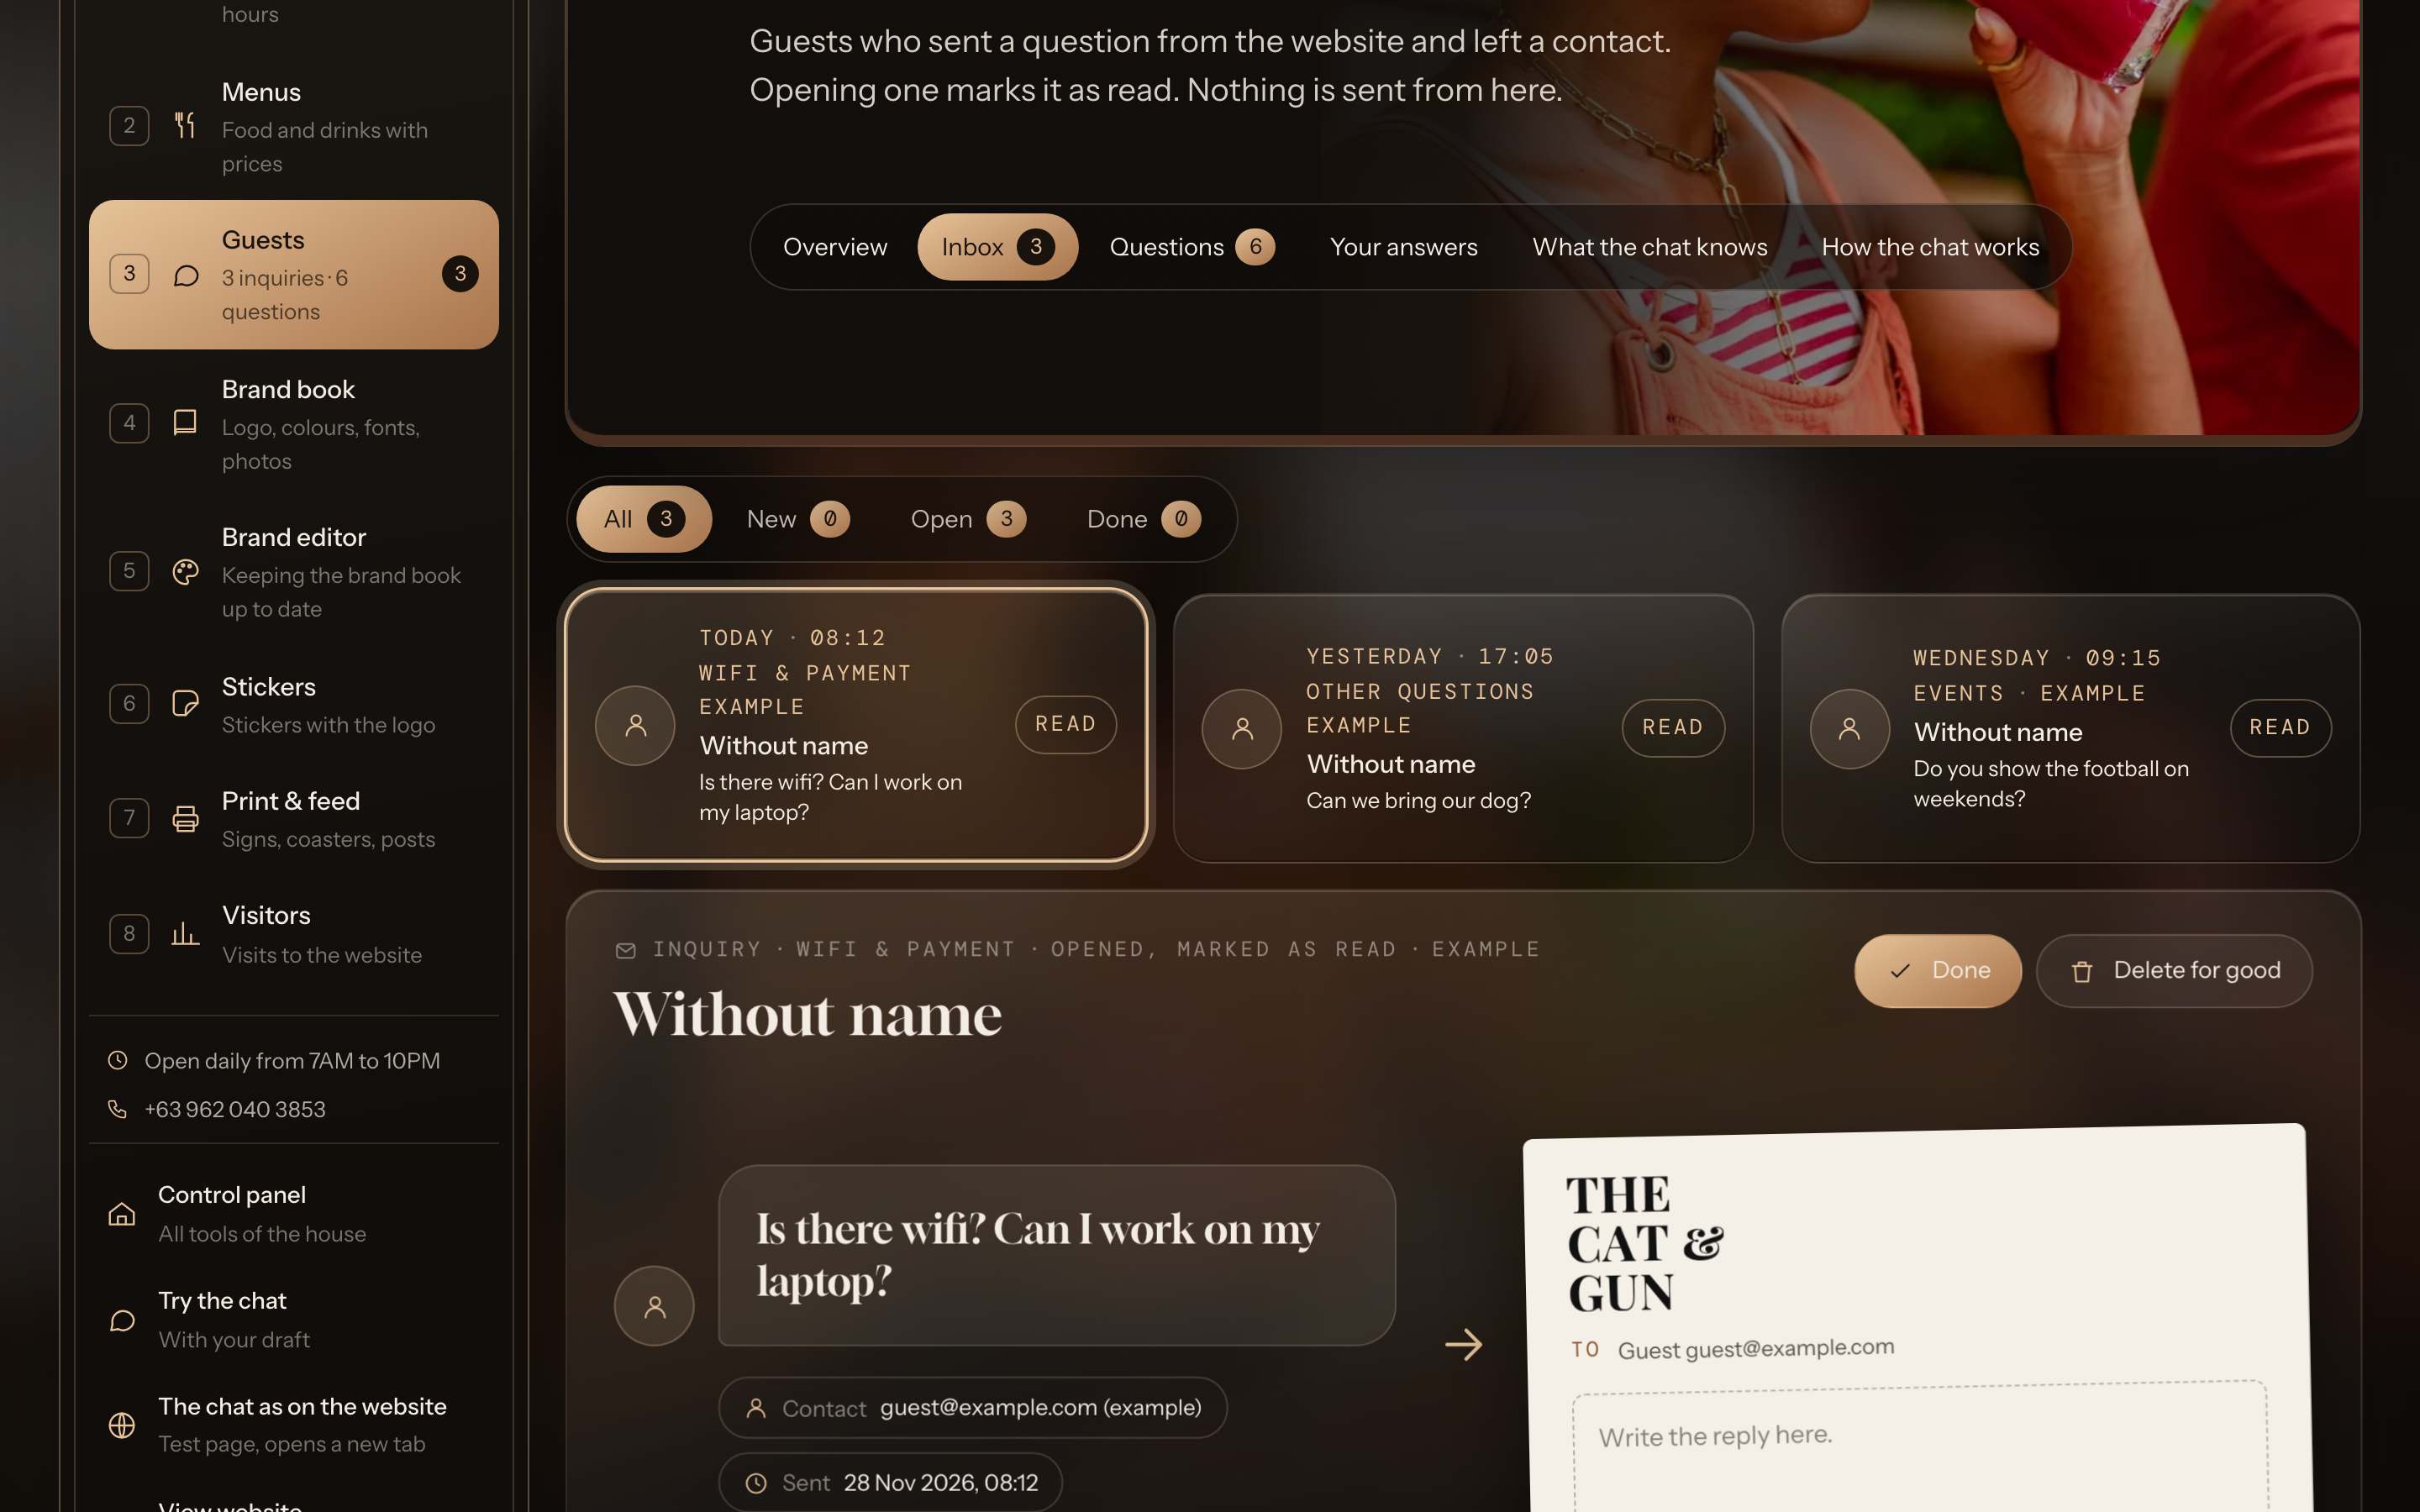 hours
2
Menus
Food and drinks with
prices
3
Guests
3 inquiries · 6
questions
3
4
Brand book
Logo, colours, fonts,
photos
5
Brand editor
Keeping the brand book
up to date
6
Stickers
Stickers with the logo
7
Print & feed
Signs, coasters, posts
8
Visitors
Visits to the website
Open daily from 7AM to 10PM
+63 962 040 3853
Control panel
All tools of the house
Try the chat
With your draft
The chat as on the website
Test page, opens a new tab
View website
Guests who sent a question from the website and left a contact.
Opening one marks it as read. Nothing is sent from here.
Overview Inbox 3 Questions 6 Your answers What the chat knows How the chat works
All 3 New 0 Open 3 Done 0
TODAY · 08:12
WIFI & PAYMENT
EXAMPLE
Without name
Is there wifi? Can I work on
my laptop?
READ
YESTERDAY · 17:05
OTHER QUESTIONS
EXAMPLE
Without name
Can we bring our dog?
READ
WEDNESDAY · 09:15
EVENTS · EXAMPLE
Without name
Do you show the football on
weekends?
READ
INQUIRY · WIFI & PAYMENT · OPENED, MARKED AS READ · EXAMPLE
Without name
Done
Delete for good
Is there wifi? Can I work on my
laptop?
Contact guest@example.com (example)
Sent 28 Nov 2026, 08:12
THE
CAT &
GUN
TO Guest guest@example.com
Write the reply here.